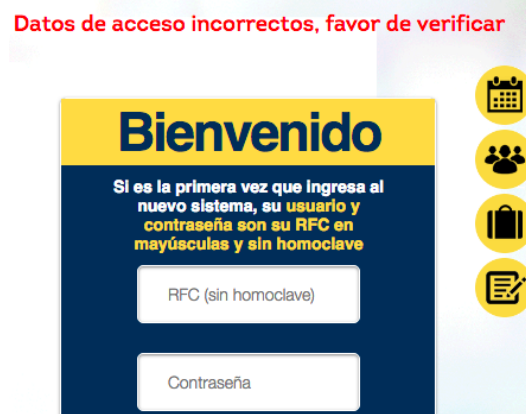 Datos de acceso incorrectos, favor de verificar
Bienvenido
Si es la primera vez que ingresa al
nuevo sistema, su usuario y
contraseña son su RFC en
mayúsculas y sin homoclave
RFC (sin homoclave)
Contraseña